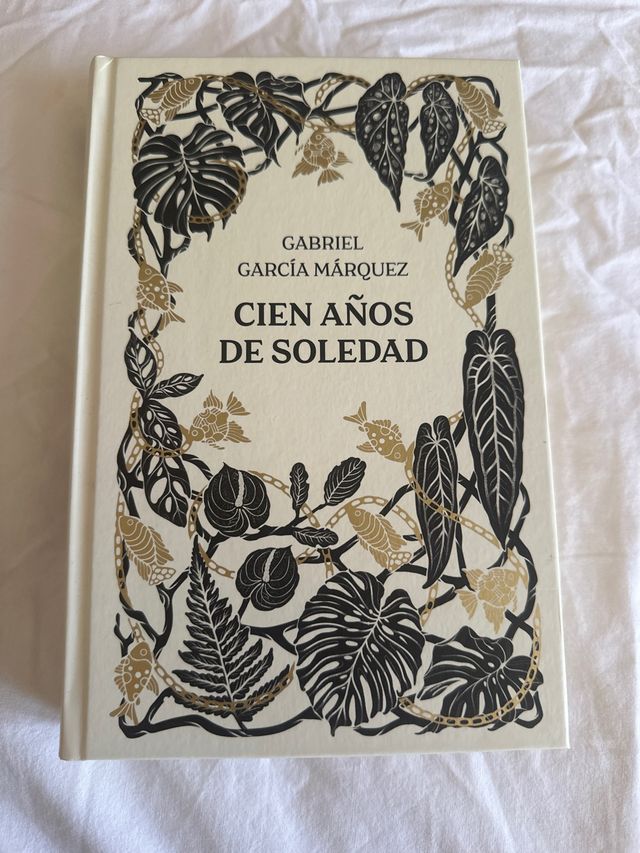 GABRIEL
GARCÍA MÁRQUEZ
CIEN AÑOS
DE SOLEDAD